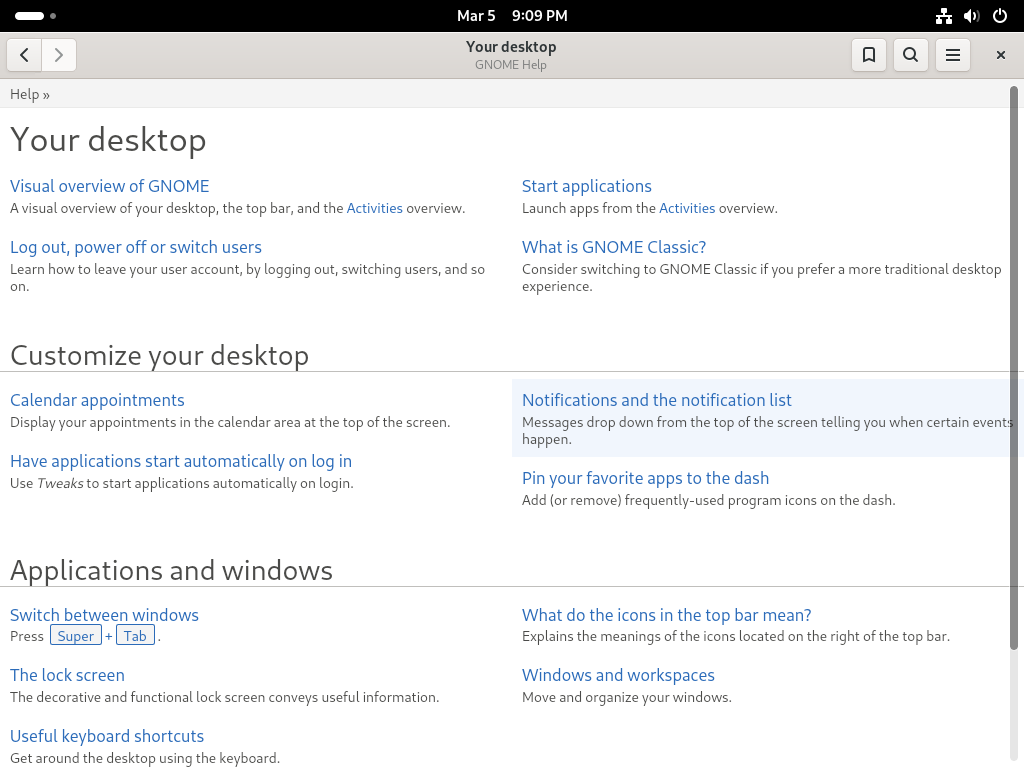 Mar 5 9:09 PM
Your desktop
GNOME Help
Help »
Your desktop
Visual overview of GNOME
A visual overview of your desktop, the top bar, and the Activities overview.
Log out, power off or switch users
Learn how to leave your user account, by logging out, switching users, and so
on.
Start applications
Launch apps from the Activities overview.
What is GNOME Classic?
Consider switching to GNOME Classic if you prefer a more traditional desktop
experience.
Customize your desktop
Calendar appointments
Display your appointments in the calendar area at the top of the screen.
Have applications start automatically on log in
Use Tweaks to start applications automatically on login.
Notifications and the notification list
Messages drop down from the top of the screen telling you when certain events
happen.
Pin your favorite apps to the dash
Add (or remove) frequently-used program icons on the dash.
Applications and windows
Switch between windows
Press Super + Tab.
The lock screen
The decorative and functional lock screen conveys useful information.
Useful keyboard shortcuts
Get around the desktop using the keyboard.
What do the icons in the top bar mean?
Explains the meanings of the icons located on the right of the top bar.
Windows and workspaces
Move and organize your windows.